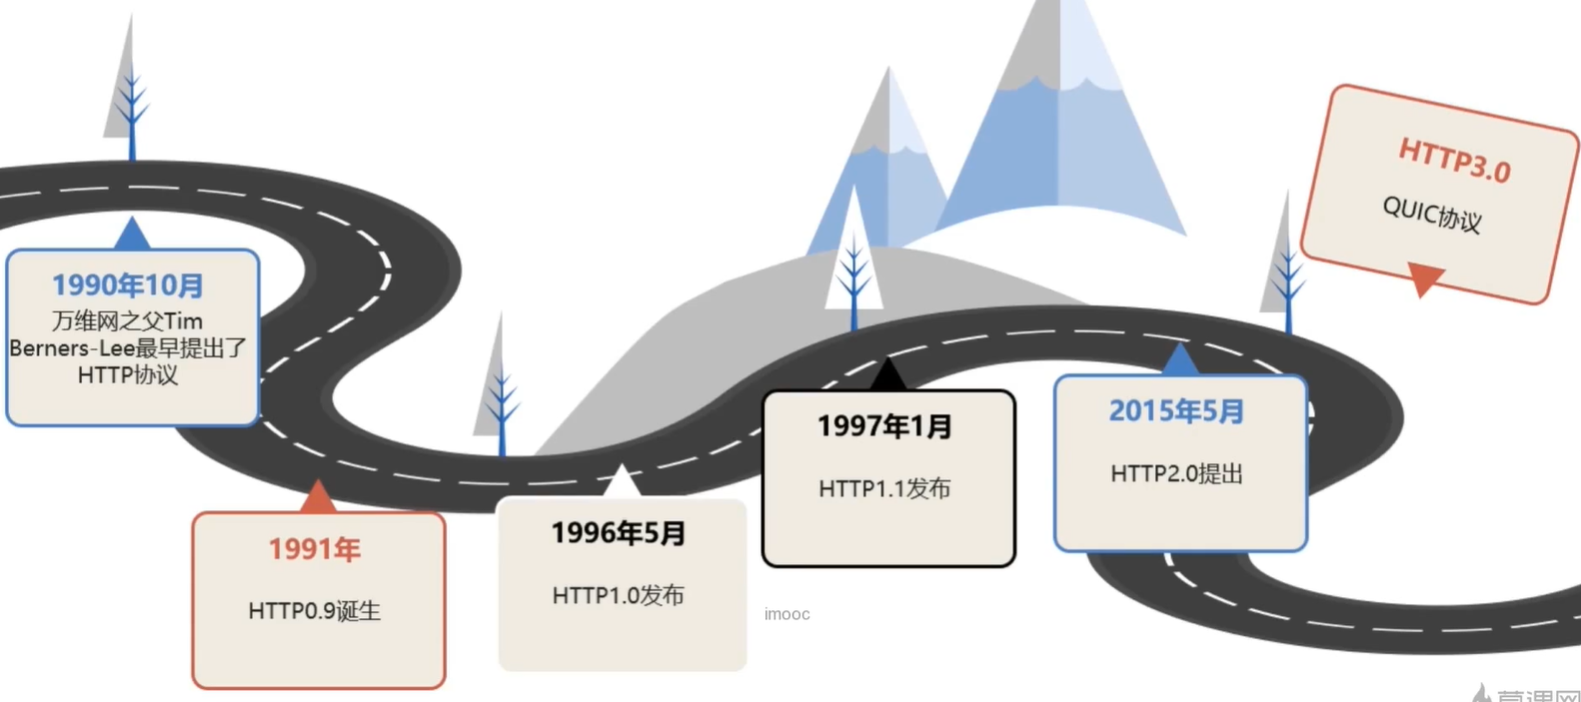 1990年10月
万维网之父Tim
Berners-Lee最早提出了
HTTP协议
1991年
HTTP0.9诞生
1996年5月
HTTP1.0发布
1997年1月
HTTP1.1发布
2015年5月
HTTP2.0提出
HTTP3.0
QUIC协议
imooc
慕课网